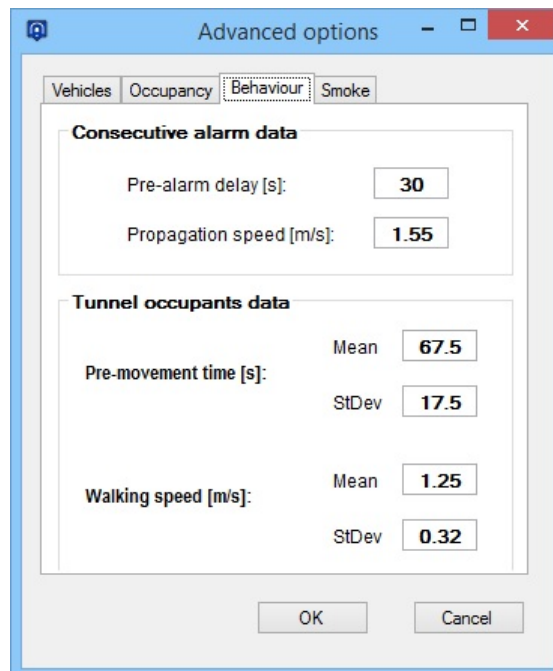 Advanced options
Vehicles Occupancy Behaviour Smoke
Consecutive alarm data
Pre-alarm delay [s]: 30
Propagation speed [m/s]: 1.55
Tunnel occupants data
Mean 67.5
Pre-movement time [s]:
StDev 17.5
Mean 1.25
Walking speed [m/s]:
StDev 0.32
OK Cancel